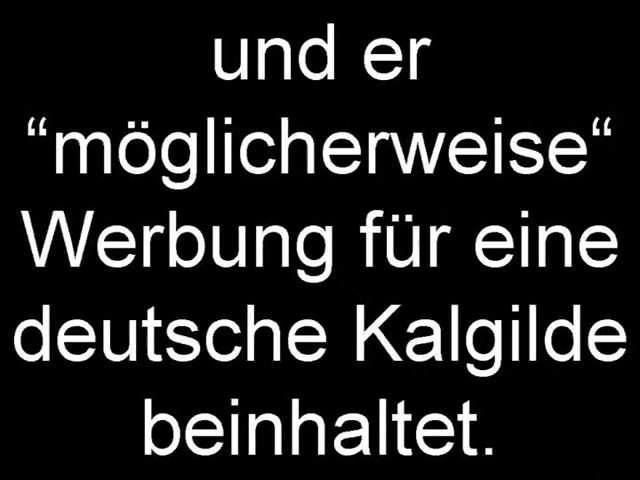 und er
“möglicherweise“
Werbung für eine
deutsche Kalgilde
beinhaltet.